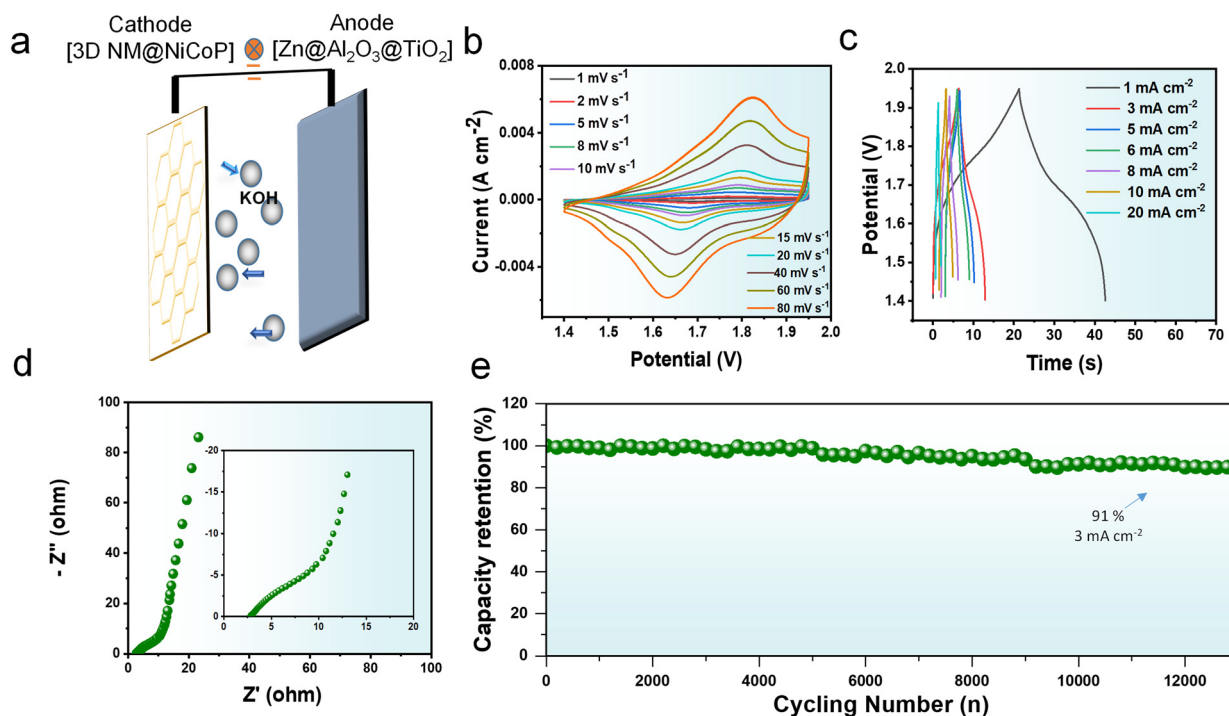 a
Cathode
[3D NM@NiCoP]
Anode
[Zn@Al₂O₃@TiO₂]
KOH
b
Current (A cm⁻²)
0.008
0.004
0.000
-0.004
1 mV s⁻¹
2 mV s⁻¹
5 mV s⁻¹
8 mV s⁻¹
10 mV s⁻¹
15 mV s⁻¹
20 mV s⁻¹
40 mV s⁻¹
60 mV s⁻¹
80 mV s⁻¹
1.4 1.5 1.6 1.7 1.8 1.9 2.0
Potential (V)
c
Potential (V)
2.0
1.9
1.8
1.7
1.6
1.5
1.4
1 mA cm⁻²
3 mA cm⁻²
5 mA cm⁻²
6 mA cm⁻²
8 mA cm⁻²
10 mA cm⁻²
20 mA cm⁻²
0 10 20 30 40 50 60 70
Time (s)
d
- Z" (ohm)
100
80
60
40
20
0
-20
-15
-10
-5
0
0 5 10 15 20
0 20 40 60 80 100
Z' (ohm)
e
Capacity retention (%)
120
100
80
60
40
20
0
91 %
3 mA cm⁻²
0 2000 4000 6000 8000 10000 12000
Cycling Number (n)